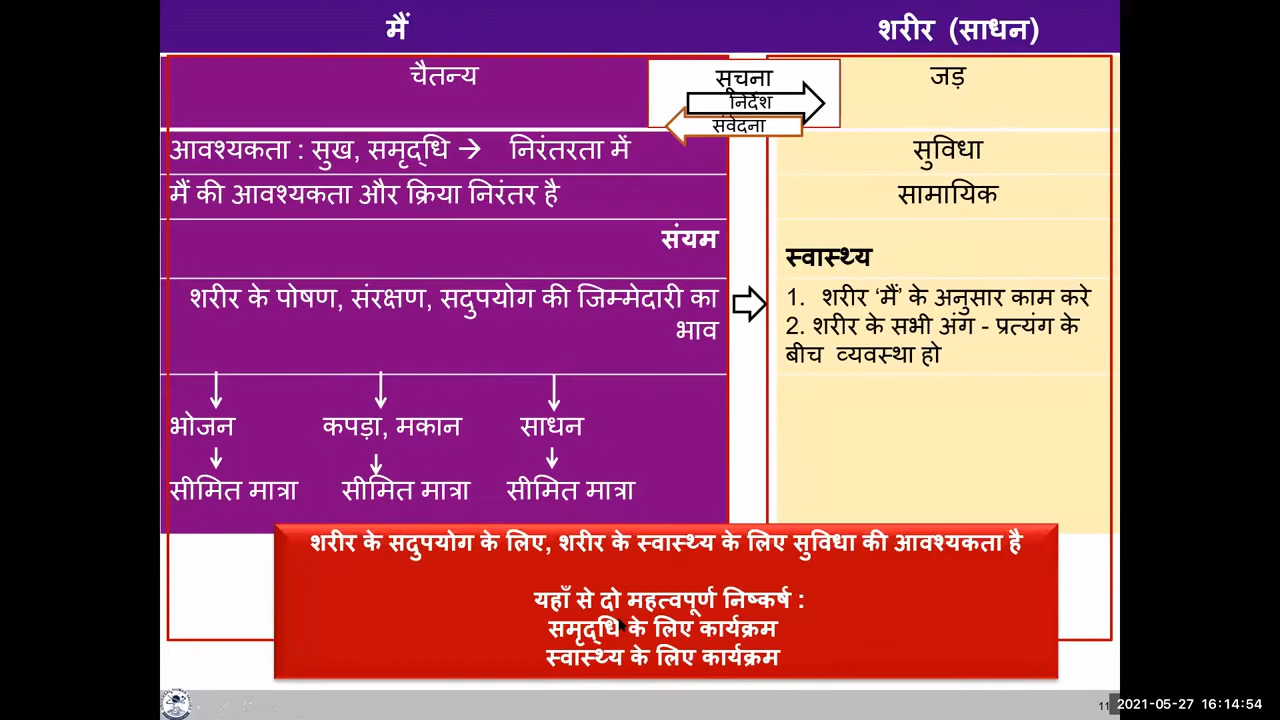 मैं
शरीर (साधन)
चैतन्य
सूचना
निर्देश
संवेदना
जड़
आवश्यकता : सुख, समृद्धि → निरंतरता में
सुविधा
मैं की आवश्यकता और क्रिया निरंतर है
सामायिक
संयम
स्वास्थ्य
शरीर के पोषण, संरक्षण, सदुपयोग की जिम्मेदारी का
भाव
1. शरीर ‘मैं’ के अनुसार काम करे
2. शरीर के सभी अंग - प्रत्यंग के
बीच व्यवस्था हो
भोजन
कपड़ा, मकान
साधन
सीमित मात्रा
सीमित मात्रा
सीमित मात्रा
शरीर के सदुपयोग के लिए, शरीर के स्वास्थ्य के लिए सुविधा की आवश्यकता है
यहाँ से दो महत्वपूर्ण निष्कर्ष :
समृद्धि के लिए कार्यक्रम
स्वास्थ्य के लिए कार्यक्रम
2021-05-27 16:14:54